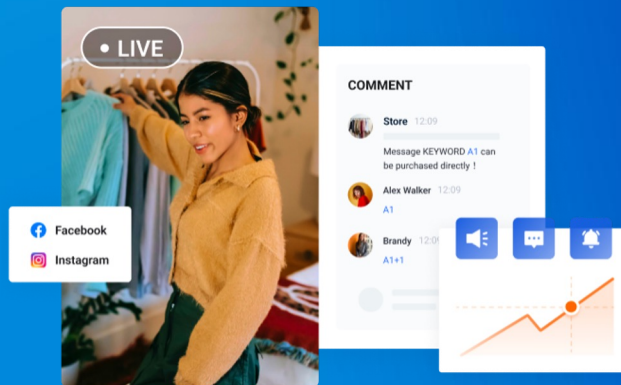 LIVE
COMMENT
Store 12:09
Message KEYWORD A1 can
be purchased directly !
Alex Walker 12:09
A1
Brandy 12:09
A1+1
Facebook
Instagram